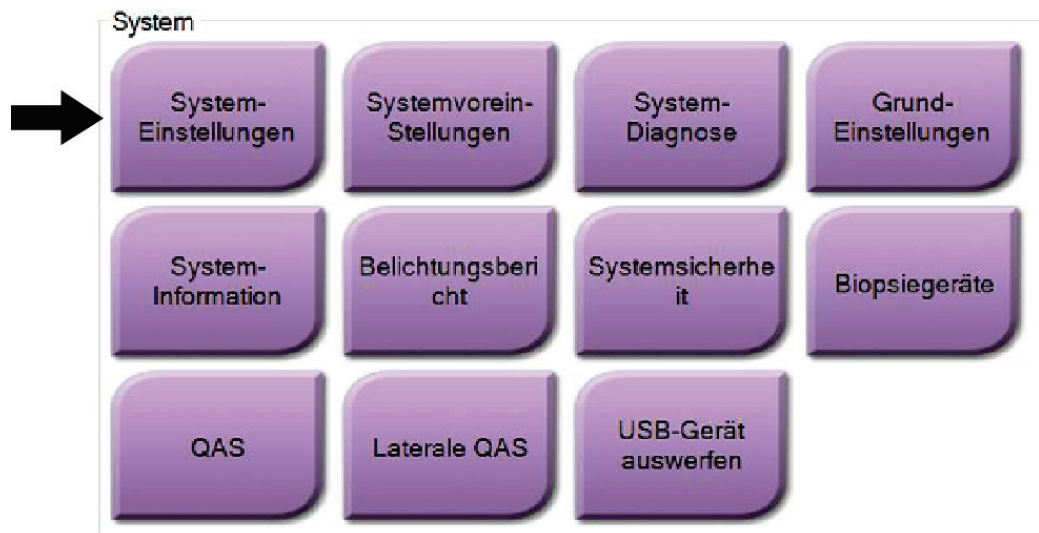 System
System-
Einstellungen
Systemvorein-
Stellungen
System-
Diagnose
Grund-
Einstellungen
System-
Information
Belichtungsberi
cht
Systemsicherhe
it
Biopsiegeräte
QAS
Laterale QAS
USB-Gerät
auswerfen